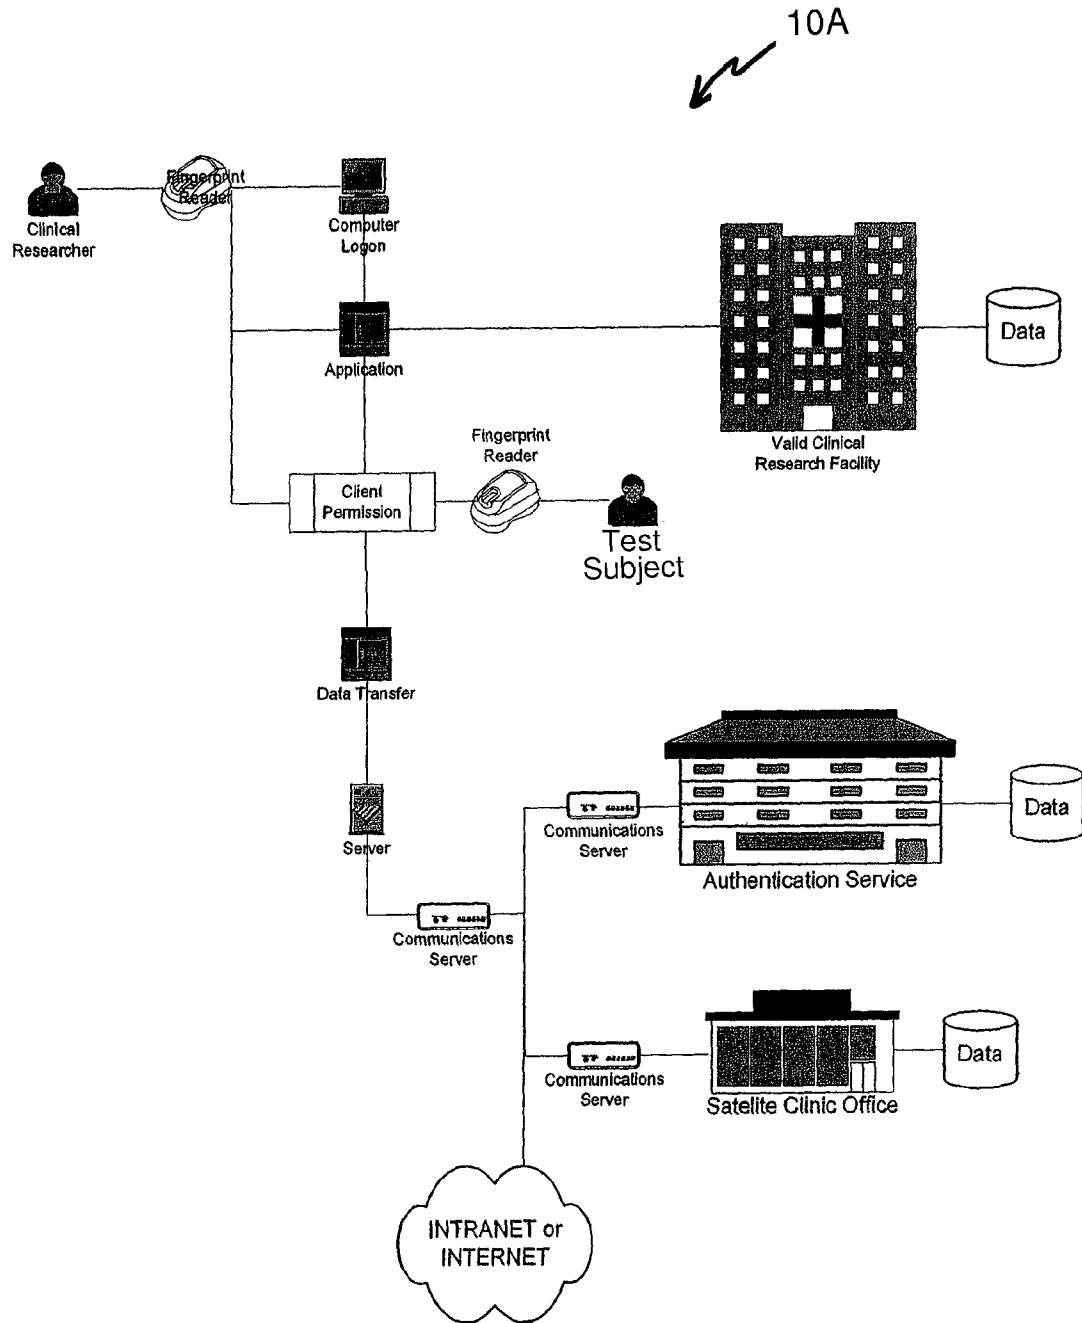 10A
Fingerprint
Reader
Clinical
Researcher
Computer
Logon
Application
Data
Valid Clinical
Research Facility
Fingerprint
Reader
Client
Permission
Test
Subject
Data Transfer
Server
Communications
Server
Data
Authentication Service
Communications
Server
Communications
Server
Data
Satelite Clinic Office
INTRANET or
INTERNET